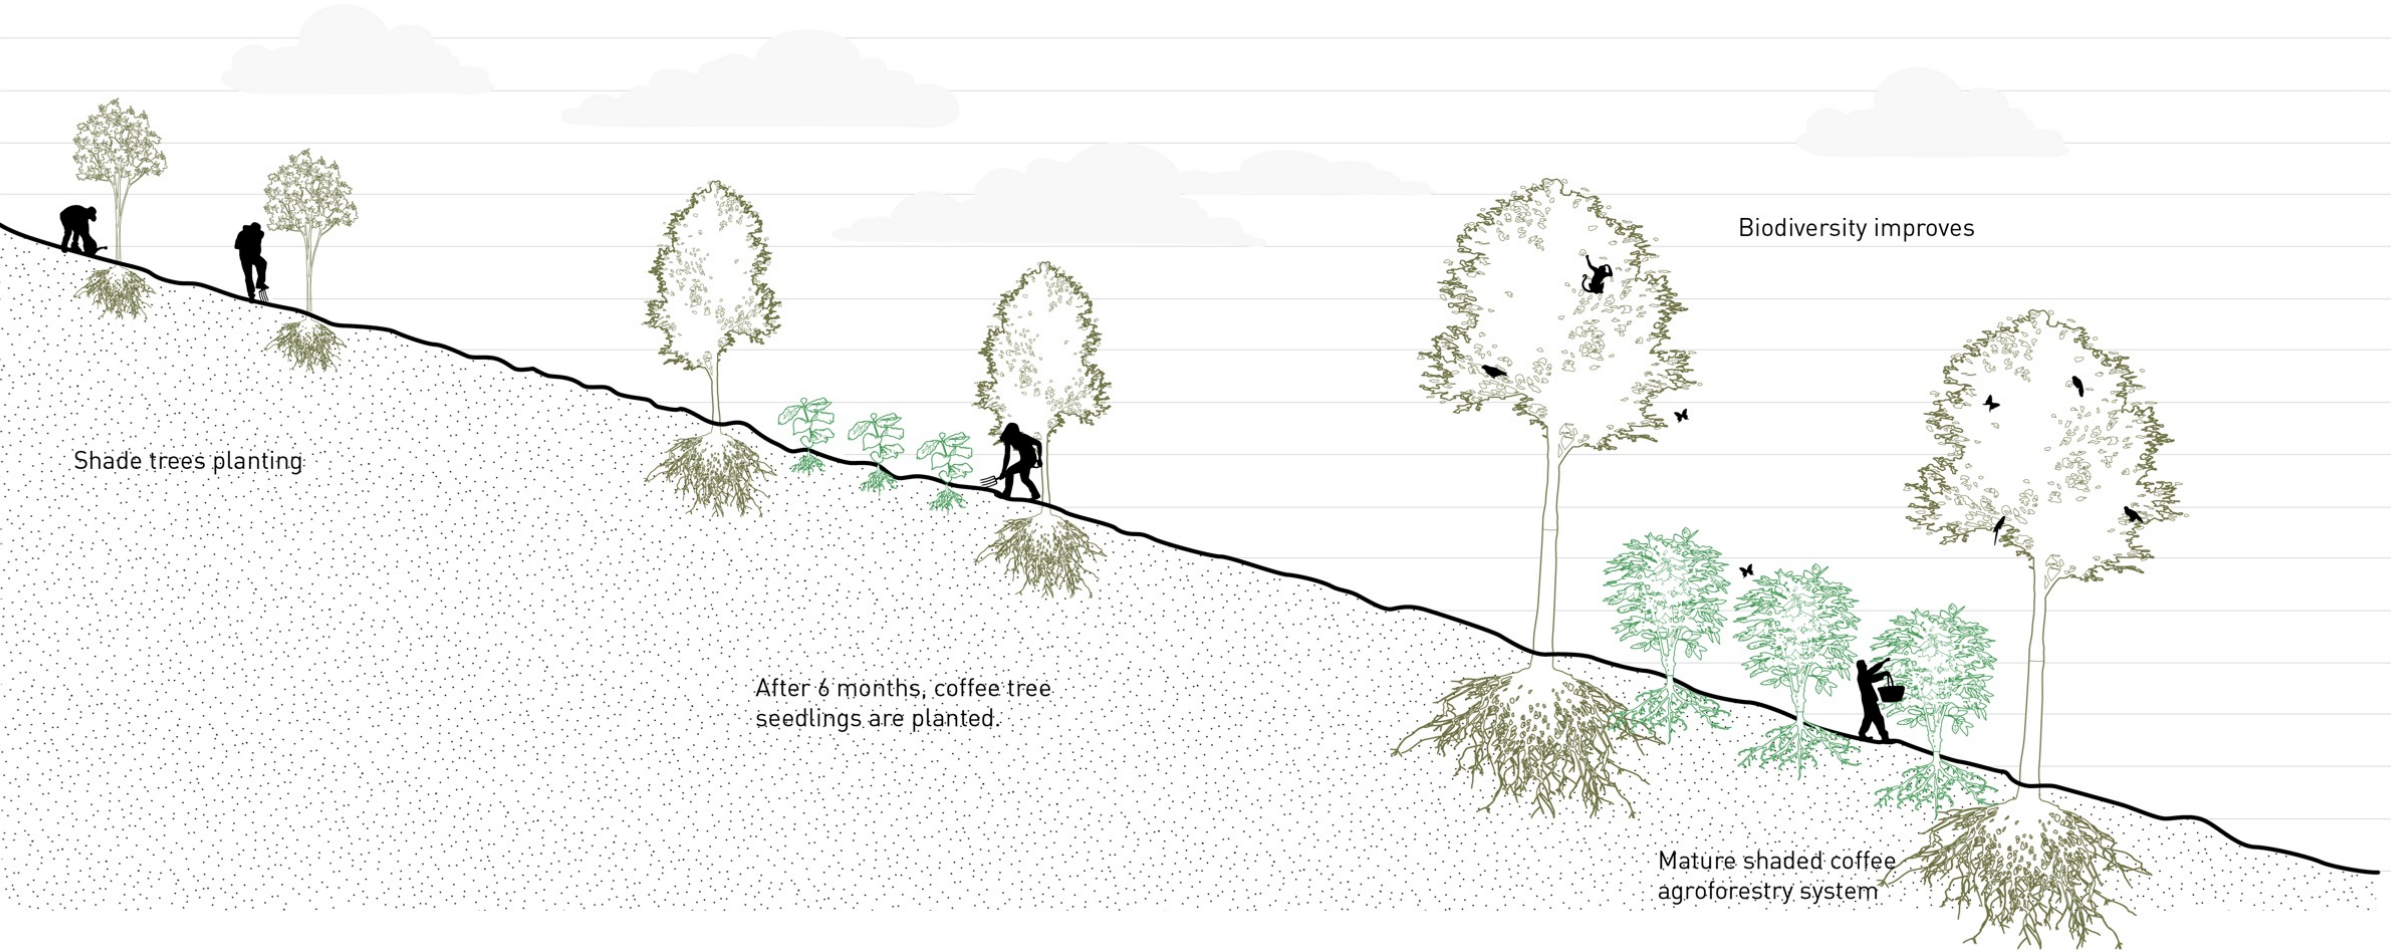 Biodiversity improves
Shade trees planting
After 6 months, coffee tree
seedlings are planted.
Mature shaded coffee
agroforestry system